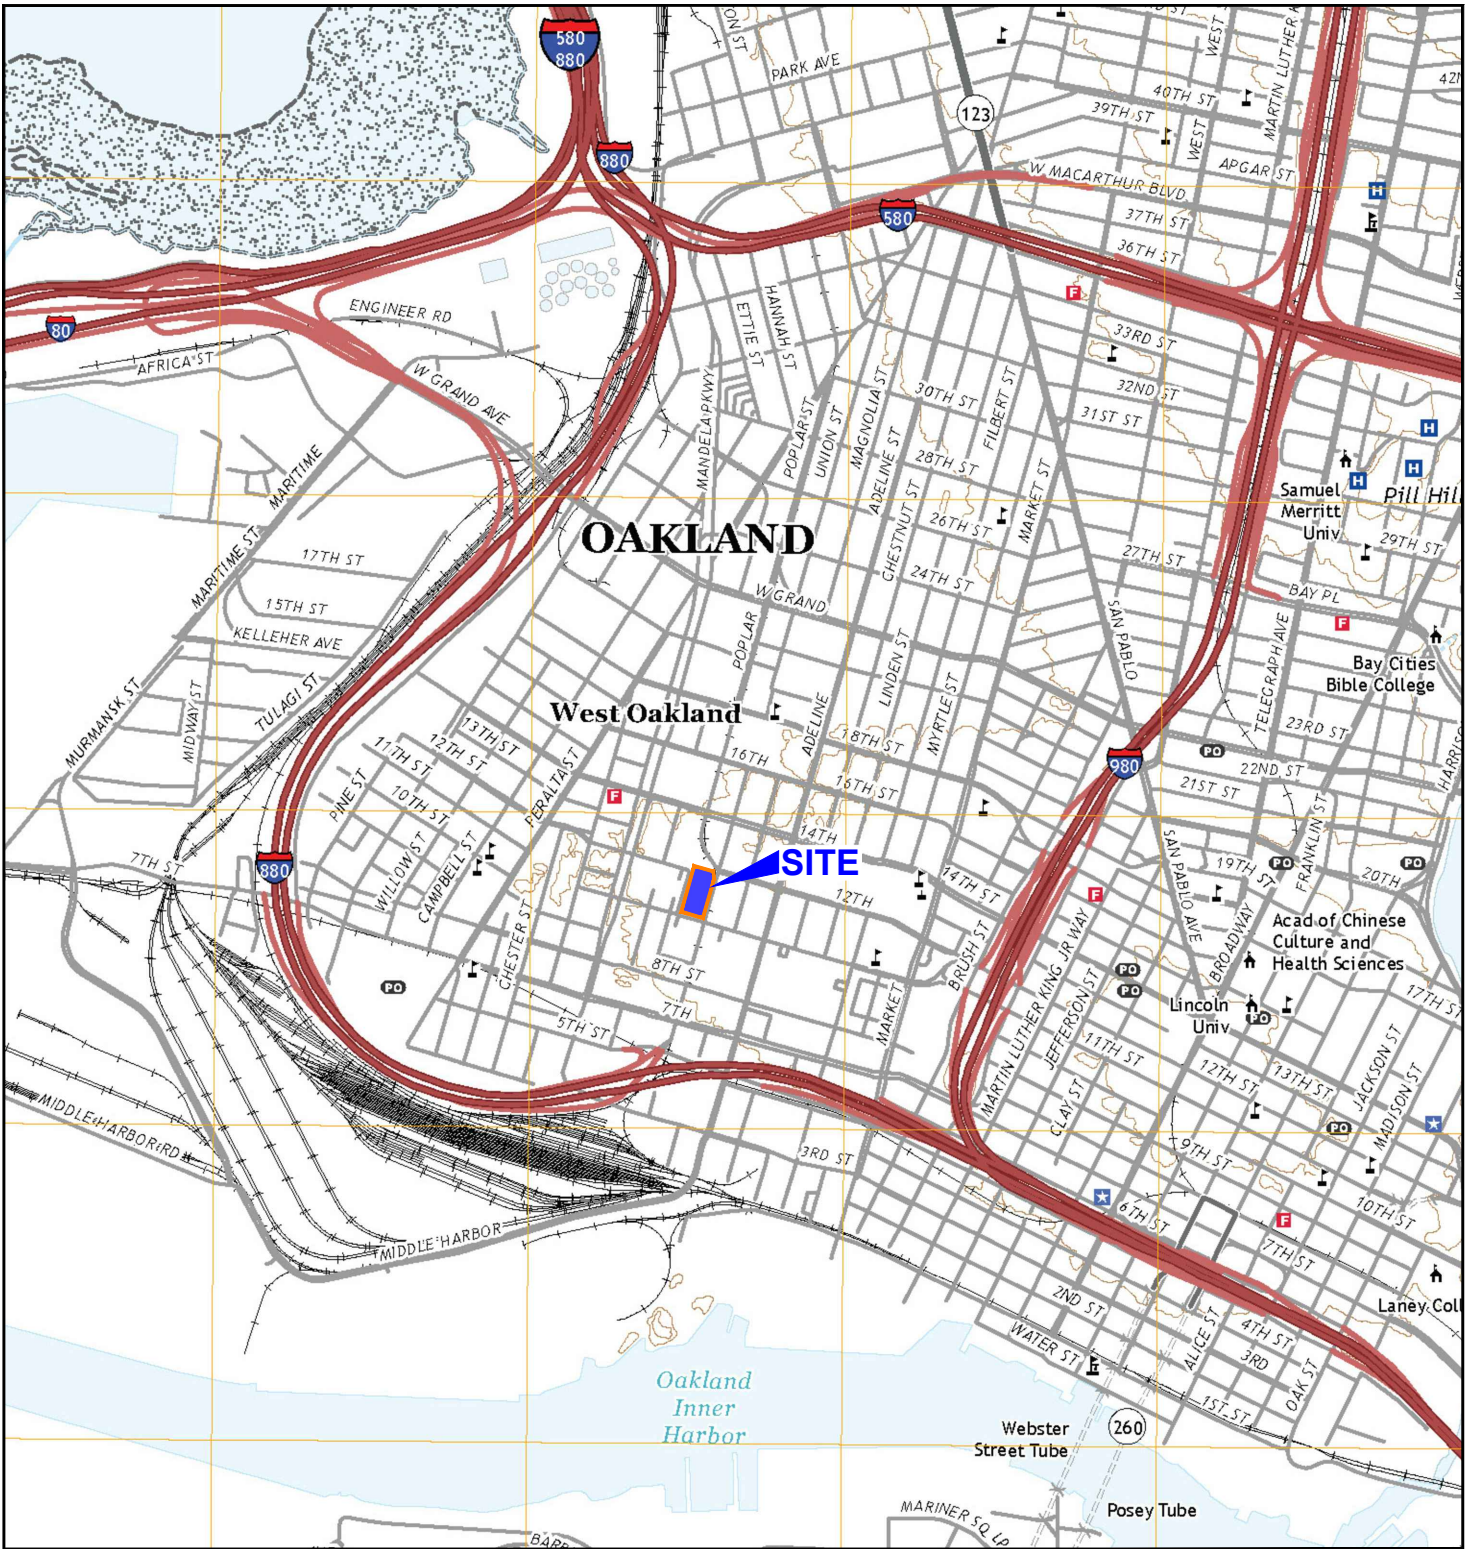 580
880
PARK AVE
123
40TH ST
39TH ST
WEST
WEST
880
W MACARTHUR BLVD
APGAR ST
H
580
37TH ST
36TH ST
F
80
ENGINEER RD
AFRICA ST
HANNAH ST
ETTIE ST
33RD ST
W GRAND AVE
MANDELA PKWY
MAGNOLIA ST
30TH ST
FILBERT ST
32ND ST
31ST ST
POPLAR ST
UNION ST
ADELINE ST
28TH ST
MARKET ST
MARITIME
CHESTNUT ST
26TH ST
H
H
H
Samuel
Merritt
Univ
Pill Hill
29TH ST
OAKLAND
MARITIME ST
17TH ST
15TH ST
KELLEHER AVE
24TH ST
27TH ST
W GRAND
BAY PL
F
SAN PABLO
POPLAR
LINDEN ST
TELEGRAPH AVE
Bay Cities
Bible College
MURMANSK ST
MIDWAY ST
TULAGI ST
West Oakland
MYRTLE ST
ADELINE
18TH ST
23RD ST
13TH ST
12TH ST
11TH ST
16TH
16TH ST
980
PO
22ND ST
21ST ST
PINE ST
10TH ST
PERALTA ST
F
14TH
FRANKLIN ST
7TH ST
880
WILLOW ST
CAMPBELL ST
SITE
12TH
14TH ST
SAN PABLO AVE
19TH ST
PO
20TH
PO
F
BROADWAY
Acad of Chinese
Culture and
Health Sciences
CHESTER ST
8TH ST
BRUSH ST
MARTIN LUTHER KING JR WAY
JEFFERSON ST
PO
PO
PO
Lincoln
Univ
PO
17TH ST
7TH
5TH ST
MARKET
11TH ST
12TH ST
13TH ST
JACKSON ST
MADISON ST
CLAY ST
PO
MIDDLE HARBOR RD
3RD ST
9TH ST
10TH ST
6TH ST
F
7TH ST
MIDDLE HARBOR
2ND ST
WATER ST
ALICE ST
4TH ST
3RD
OAK ST
1ST ST
Oakland
Inner
Harbor
Webster
Street Tube
260
Posey Tube
MARINER SQ LP